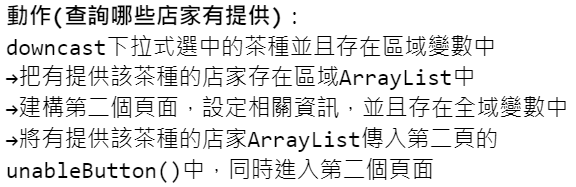 動作(查詢哪些店家有提供)：
downcast下拉式選中的茶種並且存在區域變數中
→把有提供該茶種的店家存在區域ArrayList中
→建構第二個頁面，設定相關資訊，並且存在全域變數中
→將有提供該茶種的店家ArrayList傳入第二頁的
unableButton()中，同時進入第二個頁面